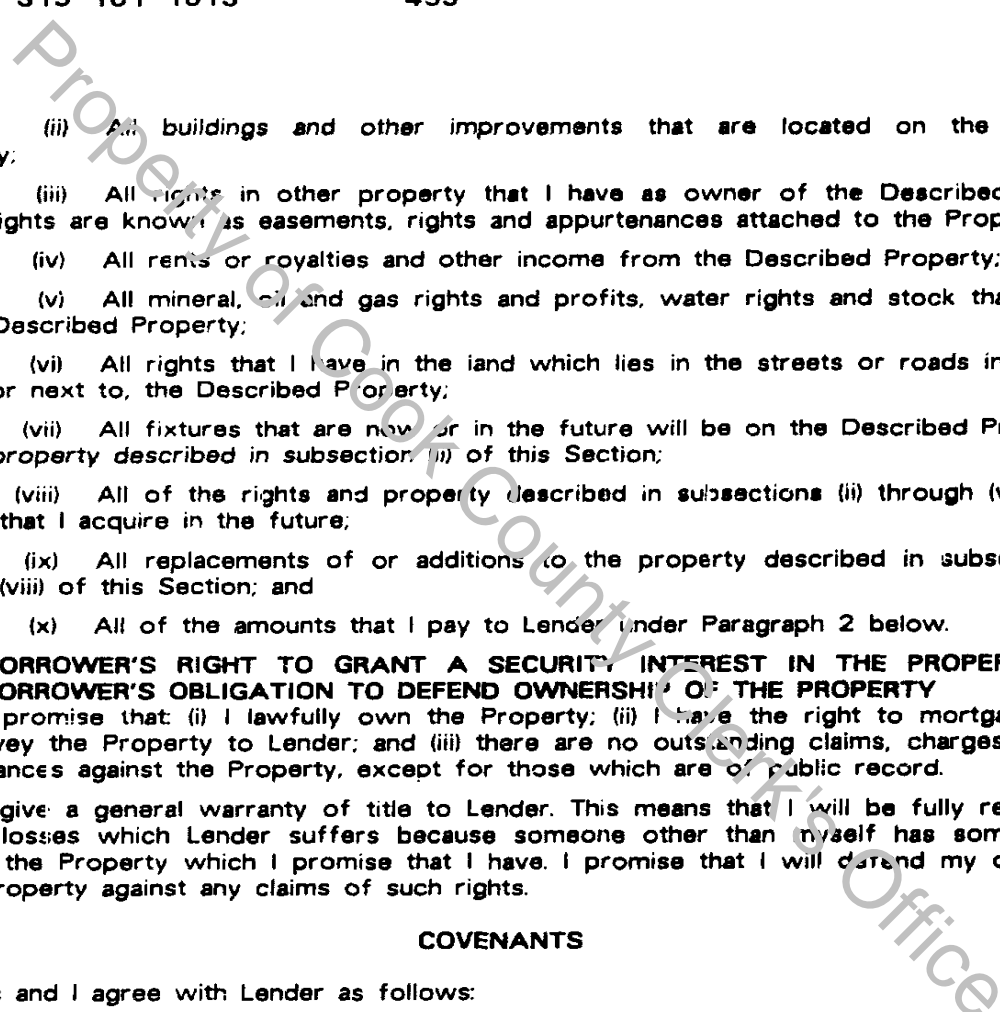 (ii) All buildings and other improvements that are located on the
y;
(iii) All rights in other property that I have as owner of the Described
ights are known as easements, rights and appurtenances attached to the Prop
(iv) All rents or royalties and other income from the Described Property;
(v) All mineral, oil and gas rights and profits, water rights and stock tha
Described Property;
(vi) All rights that I have in the land which lies in the streets or roads in
or next to, the Described Property;
(vii) All fixtures that are now or in the future will be on the Described Pr
property described in subsection (ii) of this Section;
(viii) All of the rights and property described in subsections (ii) through (v
that I acquire in the future;
(ix) All replacements of or additions to the property described in subse
(viii) of this Section; and
(x) All of the amounts that I pay to Lender under Paragraph 2 below.
ORROWER'S RIGHT TO GRANT A SECURITY INTEREST IN THE PROPER
ORROWER'S OBLIGATION TO DEFEND OWNERSHIP OF THE PROPERTY
promise that: (i) I lawfully own the Property; (ii) I have the right to mortga
vey the Property to Lender; and (iii) there are no outstanding claims, charges
ances against the Property, except for those which are of public record.
give a general warranty of title to Lender. This means that I will be fully re
losses which Lender suffers because someone other than myself has som
the Property which I promise that I have. I promise that I will defend my o
roperty against any claims of such rights.
COVENANTS
and I agree with Lender as follows:
Property of Cook County Clerk's Office